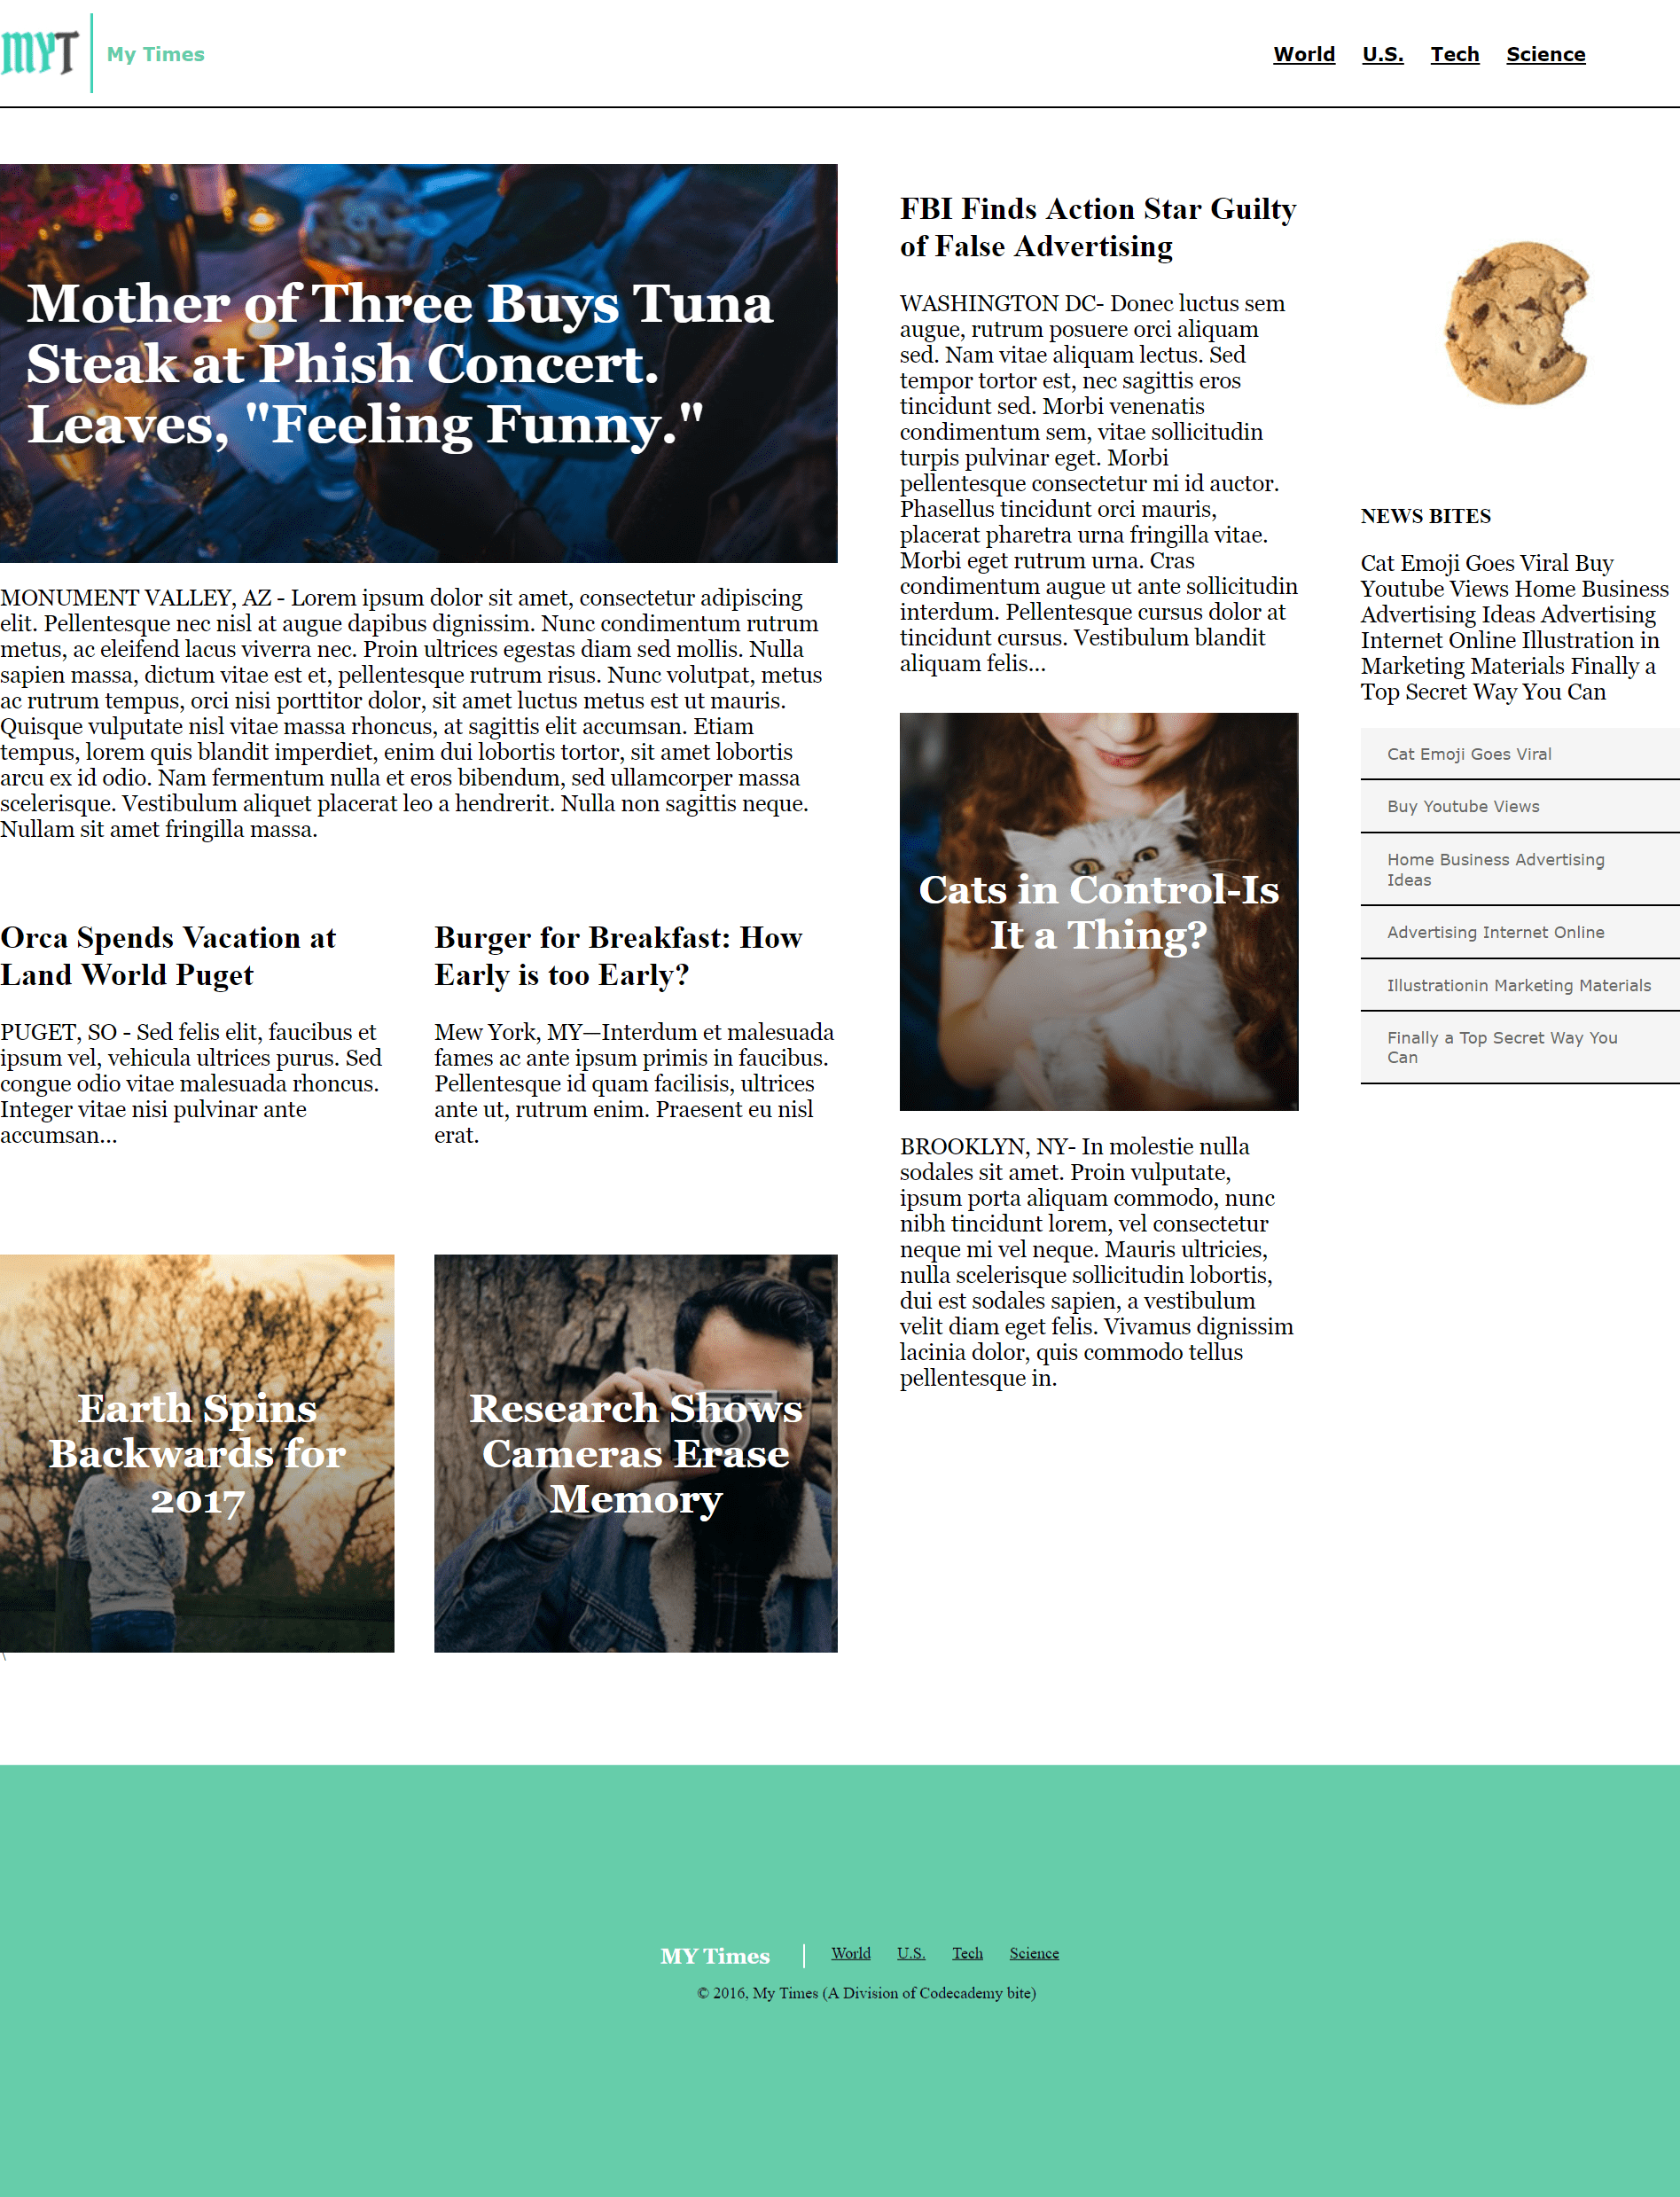 MYT
My Times
World U.S. Tech Science
Mother of Three Buys Tuna
Steak at Phish Concert.
Leaves, "Feeling Funny."
MONUMENT VALLEY, AZ - Lorem ipsum dolor sit amet, consectetur adipiscing
elit. Pellentesque nec nisl at augue dapibus dignissim. Nunc condimentum rutrum
metus, ac eleifend lacus viverra nec. Proin ultrices egestas diam sed mollis. Nulla
sapien massa, dictum vitae est et, pellentesque rutrum risus. Nunc volutpat, metus
ac rutrum tempus, orci nisi porttitor dolor, sit amet luctus metus est ut mauris.
Quisque vulputate nisl vitae massa rhoncus, at sagittis elit accumsan. Etiam
tempus, lorem quis blandit imperdiet, enim dui lobortis tortor, sit amet lobortis
arcu ex id odio. Nam fermentum nulla et eros bibendum, sed ullamcorper massa
scelerisque. Vestibulum aliquet placerat leo a hendrerit. Nulla non sagittis neque.
Nullam sit amet fringilla massa.
Orca Spends Vacation at
Land World Puget
PUGET, SO - Sed felis elit, faucibus et
ipsum vel, vehicula ultrices purus. Sed
congue odio vitae malesuada rhoncus.
Integer vitae nisi pulvinar ante
accumsan...
Burger for Breakfast: How
Early is too Early?
Mew York, MY—Interdum et malesuada
fames ac ante ipsum primis in faucibus.
Pellentesque id quam facilisis, ultrices
ante ut, rutrum enim. Praesent eu nisl
erat.
Earth Spins
Backwards for
2017
\
Research Shows
Cameras Erase
Memory
FBI Finds Action Star Guilty
of False Advertising
WASHINGTON DC- Donec luctus sem
augue, rutrum posuere orci aliquam
sed. Nam vitae aliquam lectus. Sed
tempor tortor est, nec sagittis eros
tincidunt sed. Morbi venenatis
condimentum sem, vitae sollicitudin
turpis pulvinar eget. Morbi
pellentesque consectetur mi id auctor.
Phasellus tincidunt orci mauris,
placerat pharetra urna fringilla vitae.
Morbi eget rutrum urna. Cras
condimentum augue ut ante sollicitudin
interdum. Pellentesque cursus dolor at
tincidunt cursus. Vestibulum blandit
aliquam felis...
Cats in Control-Is
It a Thing?
BROOKLYN, NY- In molestie nulla
sodales sit amet. Proin vulputate,
ipsum porta aliquam commodo, nunc
nibh tincidunt lorem, vel consectetur
neque mi vel neque. Mauris ultricies,
nulla scelerisque sollicitudin lobortis,
dui est sodales sapien, a vestibulum
velit diam eget felis. Vivamus dignissim
lacinia dolor, quis commodo tellus
pellentesque in.
NEWS BITES
Cat Emoji Goes Viral Buy
Youtube Views Home Business
Advertising Ideas Advertising
Internet Online Illustration in
Marketing Materials Finally a
Top Secret Way You Can
Cat Emoji Goes Viral
Buy Youtube Views
Home Business Advertising
Ideas
Advertising Internet Online
Illustrationin Marketing Materials
Finally a Top Secret Way You
Can
MY Times
World U.S. Tech Science
© 2016, My Times (A Division of Codecademy bite)